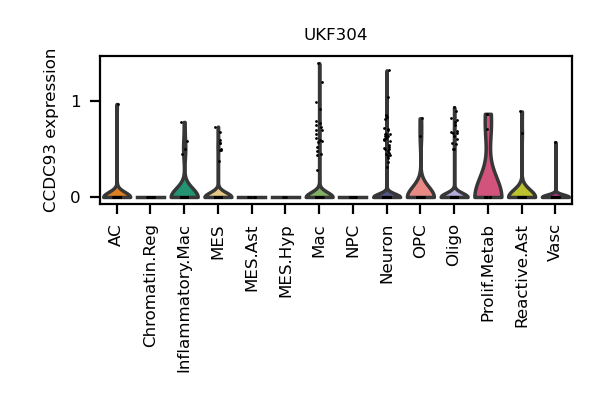 UKF304
CCDC93 expression
1
0
AC
Chromatin.Reg
Inflammatory.Mac
MES
MES.Ast
MES.Hyp
Mac
NPC
Neuron
OPC
Oligo
Prolif.Metab
Reactive.Ast
Vasc